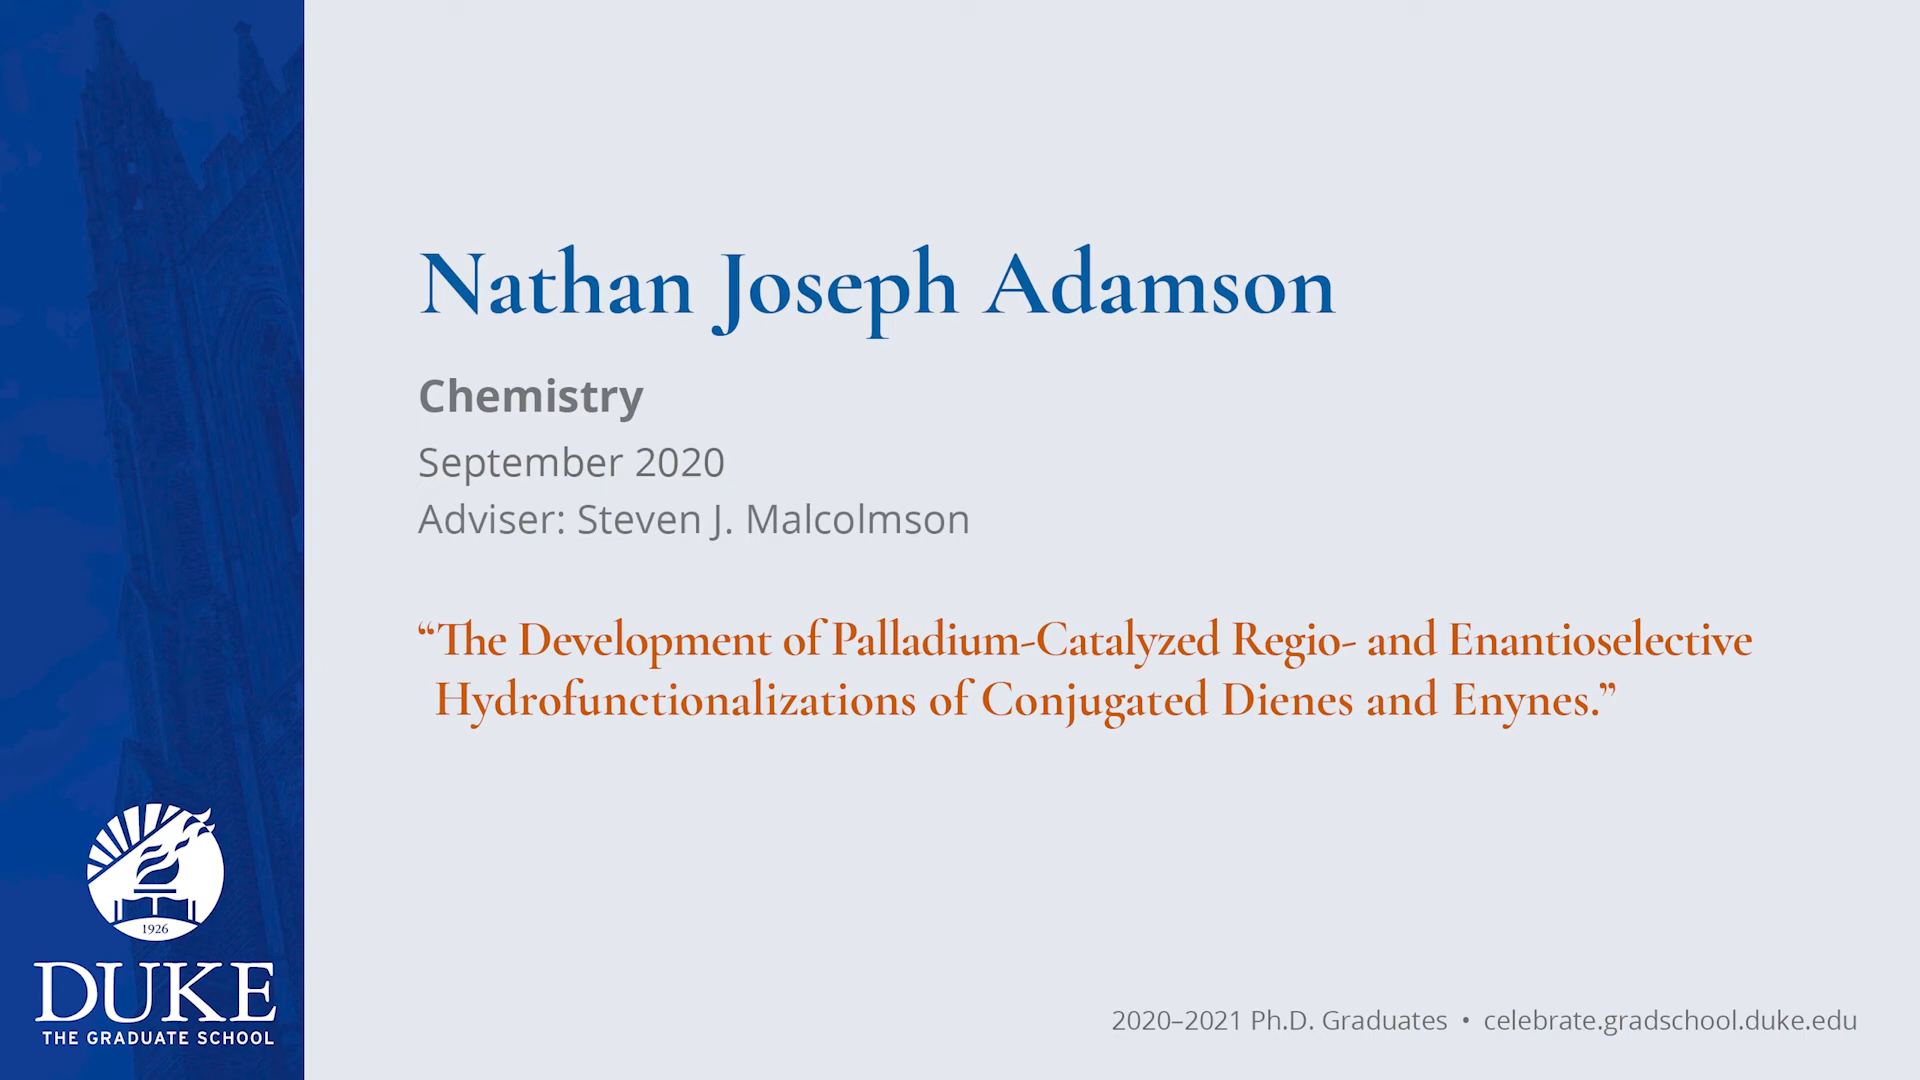 Nathan Joseph Adamson
Chemistry
September 2020
Adviser: Steven J. Malcolmson
“The Development of Palladium-Catalyzed Regio- and Enantioselective
Hydrofunctionalizations of Conjugated Dienes and Enynes.”
1926
DUKE
THE GRADUATE SCHOOL
2020–2021 Ph.D. Graduates • celebrate.gradschool.duke.edu